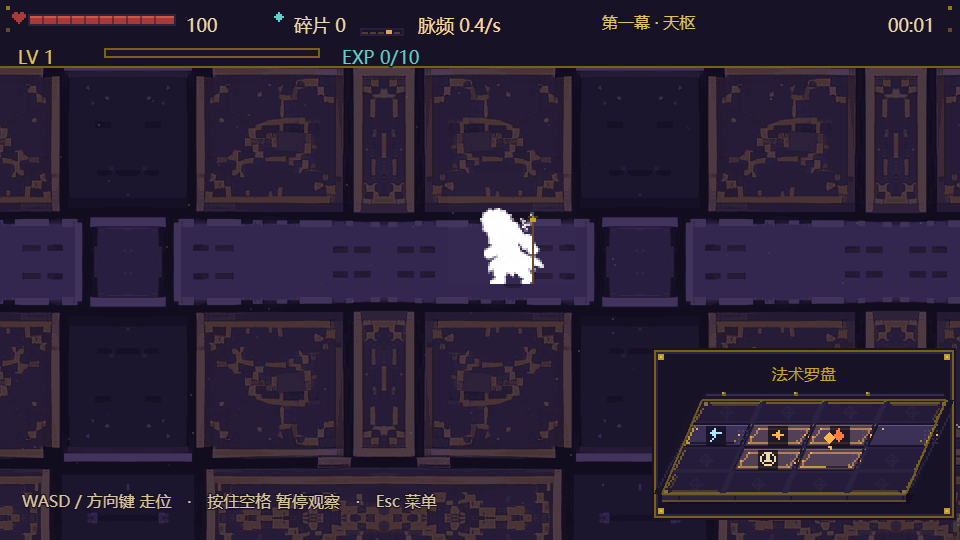 100 碎片 0 脉频 0.4/s 第一幕 · 天枢 00:01
LV 1 EXP 0/10
法术罗盘
WASD / 方向键 走位 · 按住空格 暂停观察 · Esc 菜单